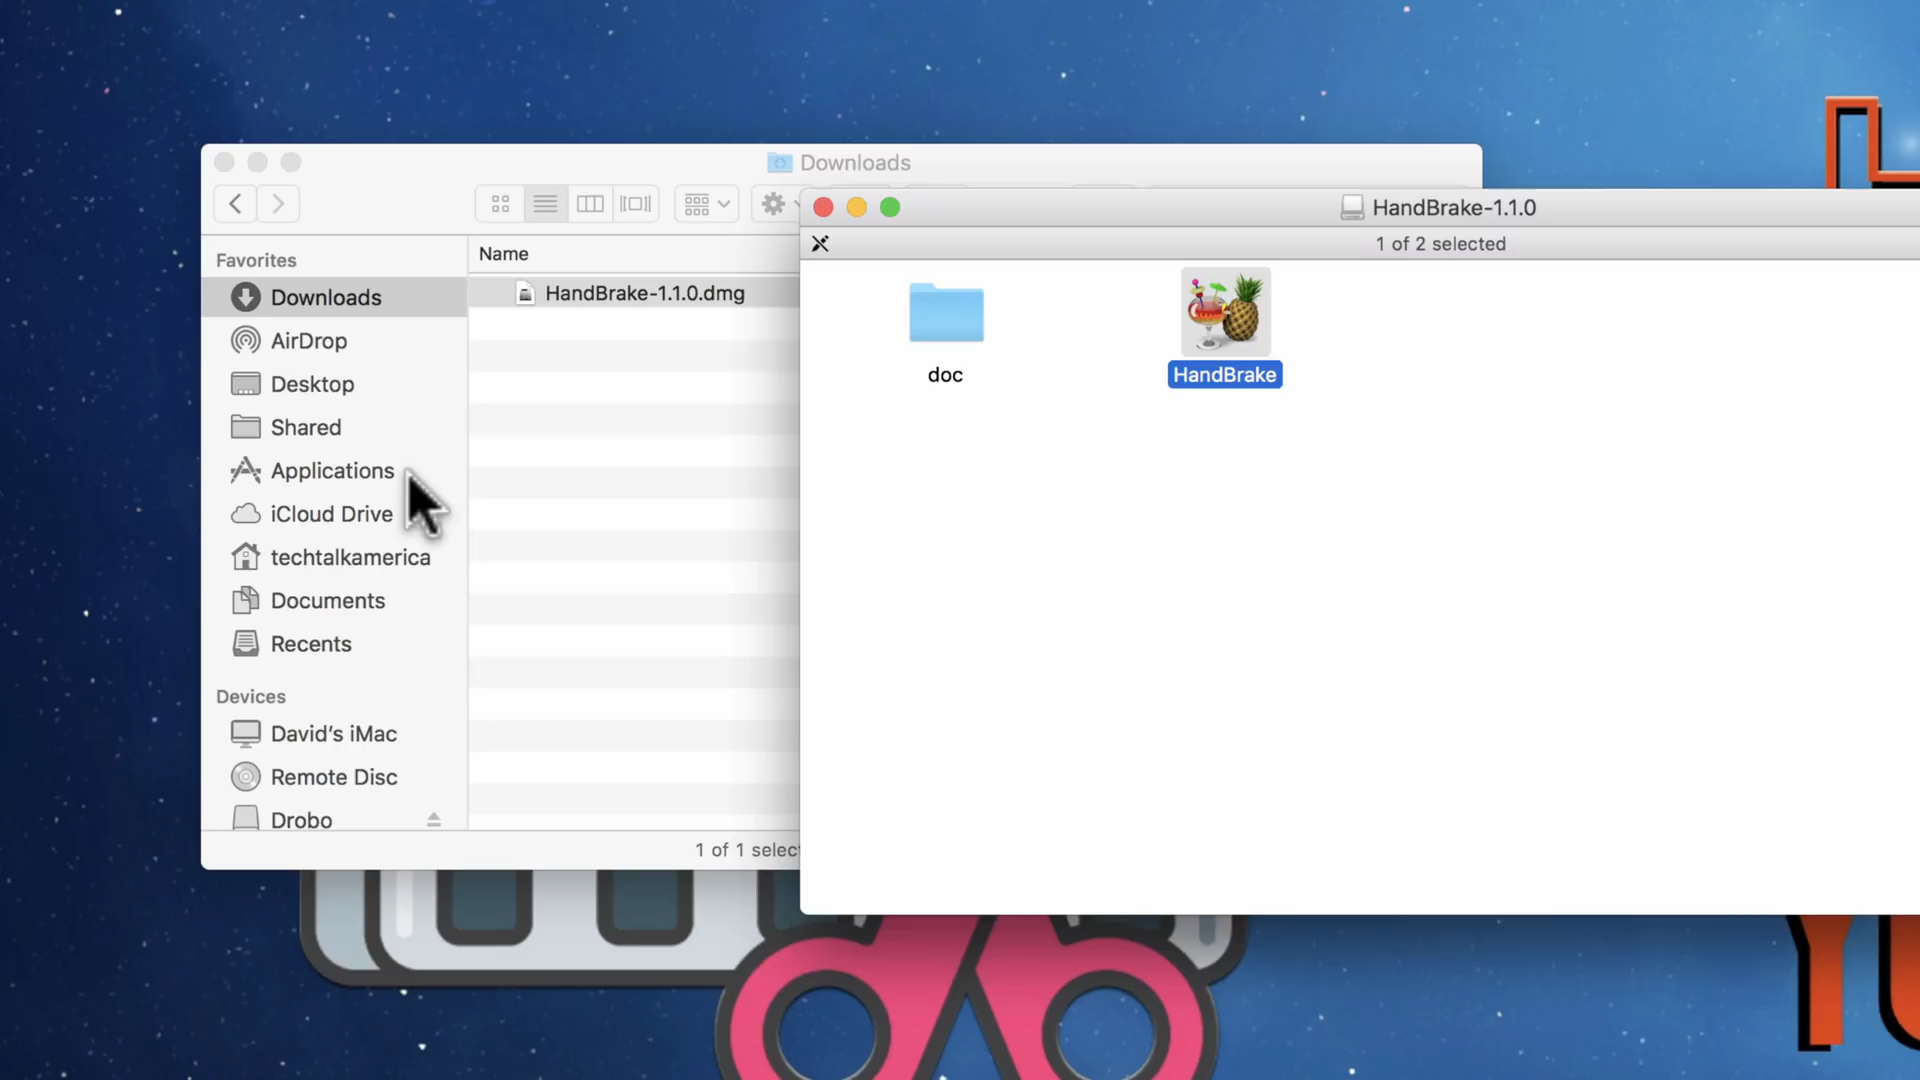 Downloads
HandBrake-1.1.0
1 of 2 selected
Favorites
Downloads
AirDrop
Desktop
Shared
Applications
iCloud Drive
techtalkamerica
Documents
Recents
Devices
David's iMac
Remote Disc
Drobo
Name
HandBrake-1.1.0.dmg
1 of 1 select
doc
HandBrake